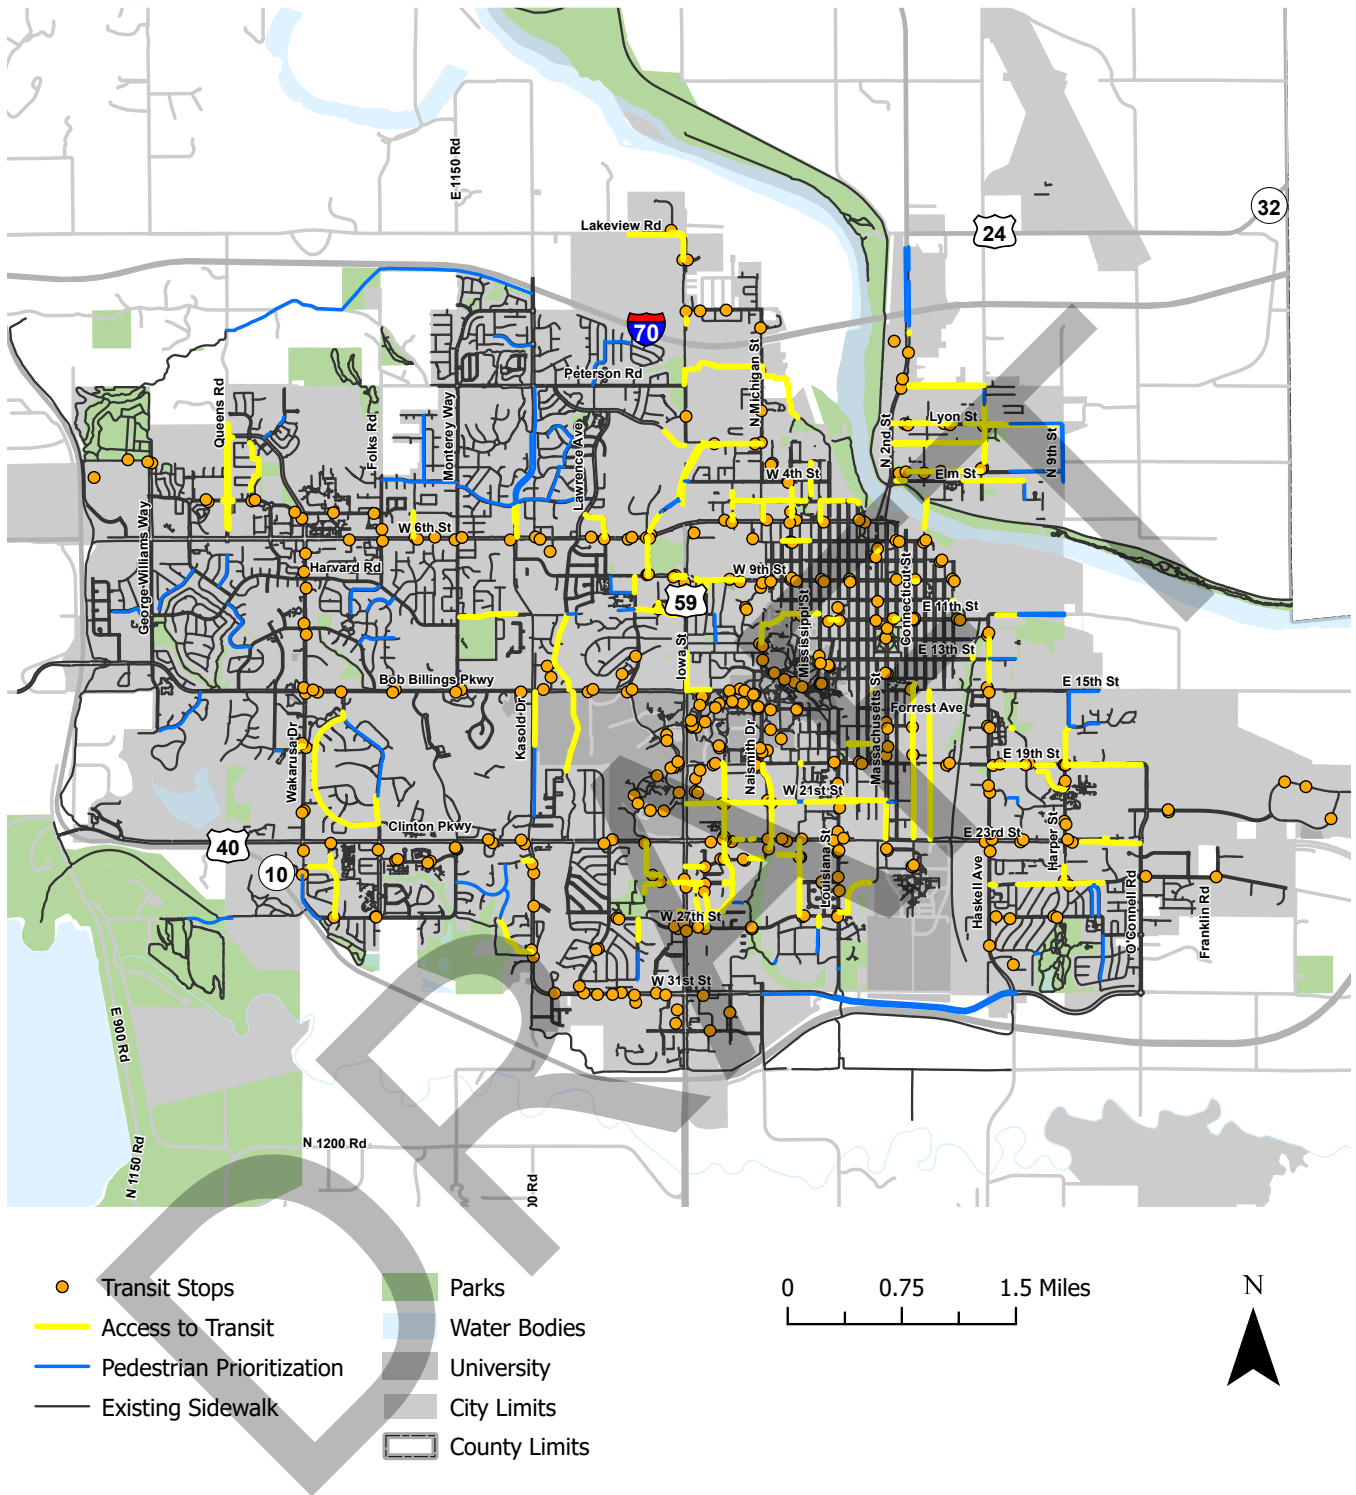 E 1150 Rd
32
Lakeview Rd
24
70
N Michigan St
Peterson Rd
Queens Rd
Folks Rd
Monterey Way
Lawrence Ave
N 2nd St
Lyon St
N 9th St
W 4th St
Elm St
George Williams Way
W 6th St
Harvard Rd
W 9th St
Connecticut St
59
E 11th St
Mississippi St
Iowa St
E 13th St
Bob Billings Pkwy
E 15th St
Massachusetts St
Forrest Ave
Kasold Dr
Wakarusa Dr
Naismith Dr
E 19th St
W 21st St
Clinton Pkwy
40
E 23rd St
Louisiana St
Harper St
10
Haskell Ave
O'Connell Rd
Franklin Rd
W 27th St
W 31st St
E 900 Rd
N 1150 Rd
N 1200 Rd
00 Rd
DRAFT
Transit Stops
Access to Transit
Pedestrian Prioritization
Existing Sidewalk
Parks
Water Bodies
University
City Limits
County Limits
0 0.75 1.5 Miles
N